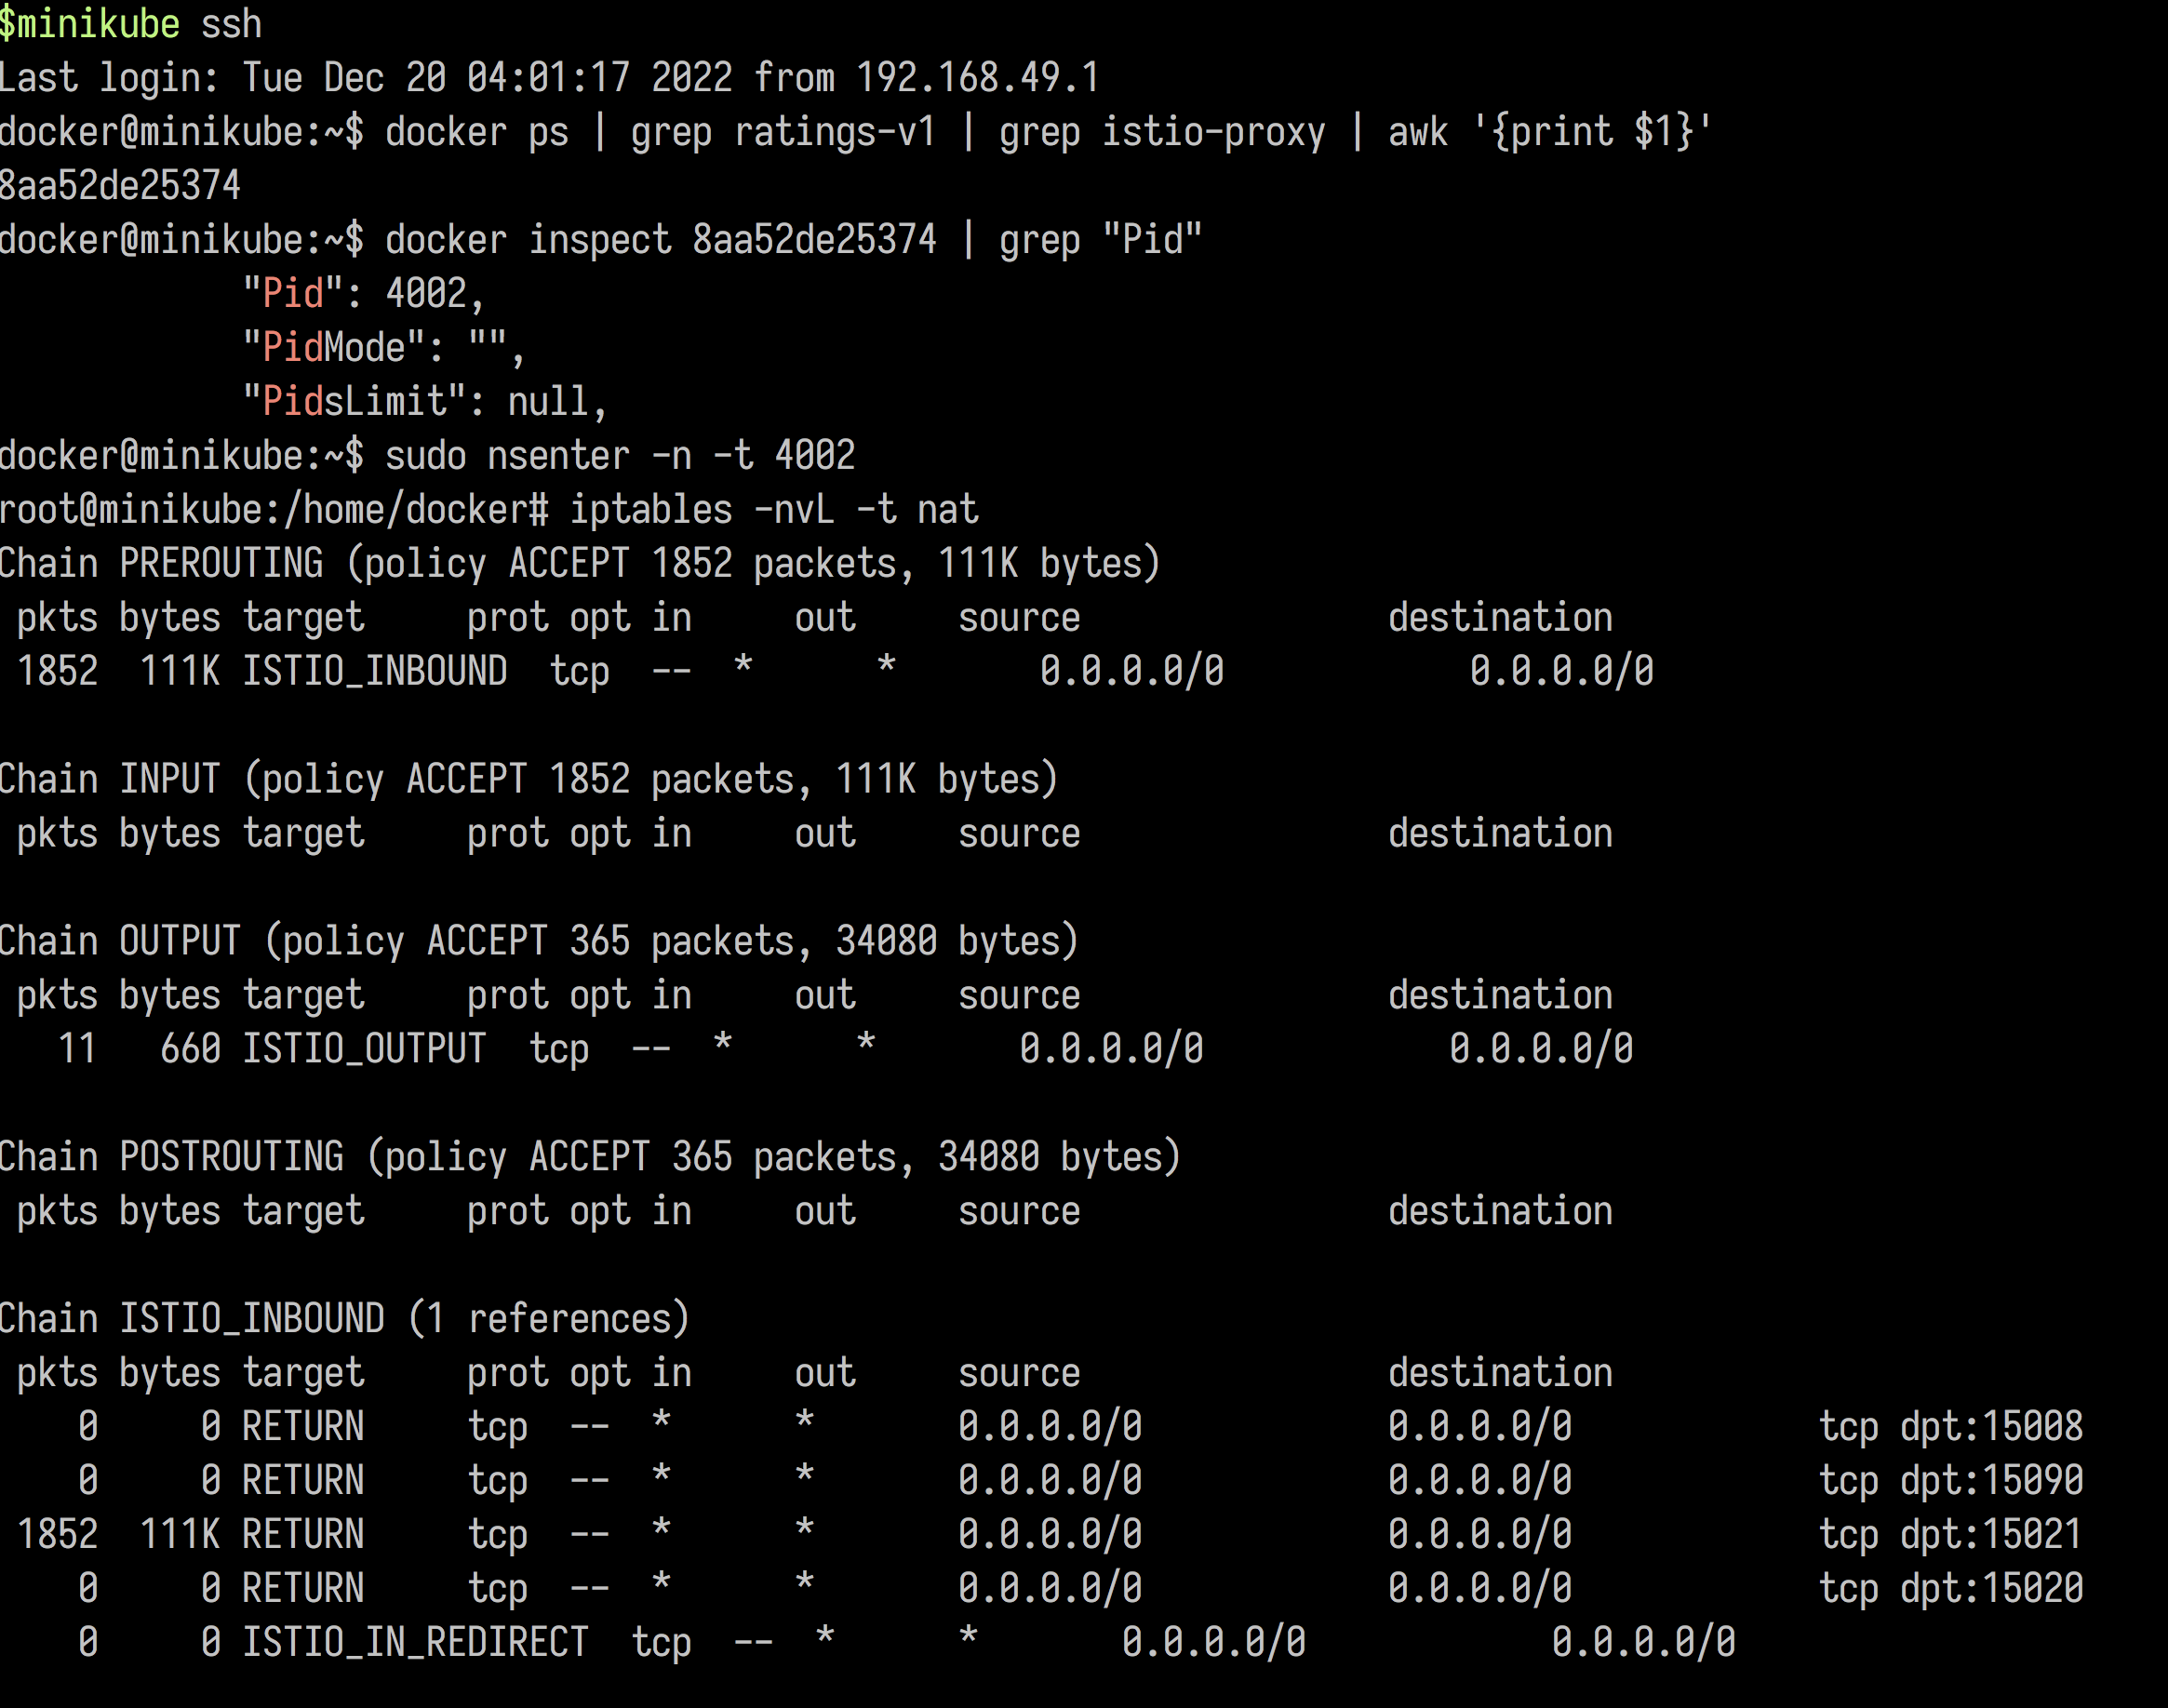 $minikube ssh
Last login: Tue Dec 20 04:01:17 2022 from 192.168.49.1
docker@minikube:~$ docker ps | grep ratings-v1 | grep istio-proxy | awk '{print $1}'
8aa52de25374
docker@minikube:~$ docker inspect 8aa52de25374 | grep "Pid"
            "Pid": 4002,
            "PidMode": "",
            "PidsLimit": null,
docker@minikube:~$ sudo nsenter -n -t 4002
root@minikube:/home/docker# iptables -nvL -t nat
Chain PREROUTING (policy ACCEPT 1852 packets, 111K bytes)
 pkts bytes target     prot opt in     out     source               destination
 1852  111K ISTIO_INBOUND  tcp  --  *      *       0.0.0.0/0            0.0.0.0/0

Chain INPUT (policy ACCEPT 1852 packets, 111K bytes)
 pkts bytes target     prot opt in     out     source               destination

Chain OUTPUT (policy ACCEPT 365 packets, 34080 bytes)
 pkts bytes target     prot opt in     out     source               destination
   11   660 ISTIO_OUTPUT  tcp  --  *      *       0.0.0.0/0            0.0.0.0/0

Chain POSTROUTING (policy ACCEPT 365 packets, 34080 bytes)
 pkts bytes target     prot opt in     out     source               destination

Chain ISTIO_INBOUND (1 references)
 pkts bytes target     prot opt in     out     source               destination
    0     0 RETURN     tcp  --  *      *       0.0.0.0/0            0.0.0.0/0            tcp dpt:15008
    0     0 RETURN     tcp  --  *      *       0.0.0.0/0            0.0.0.0/0            tcp dpt:15090
 1852  111K RETURN     tcp  --  *      *       0.0.0.0/0            0.0.0.0/0            tcp dpt:15021
    0     0 RETURN     tcp  --  *      *       0.0.0.0/0            0.0.0.0/0            tcp dpt:15020
    0     0 ISTIO_IN_REDIRECT  tcp  --  *      *       0.0.0.0/0            0.0.0.0/0